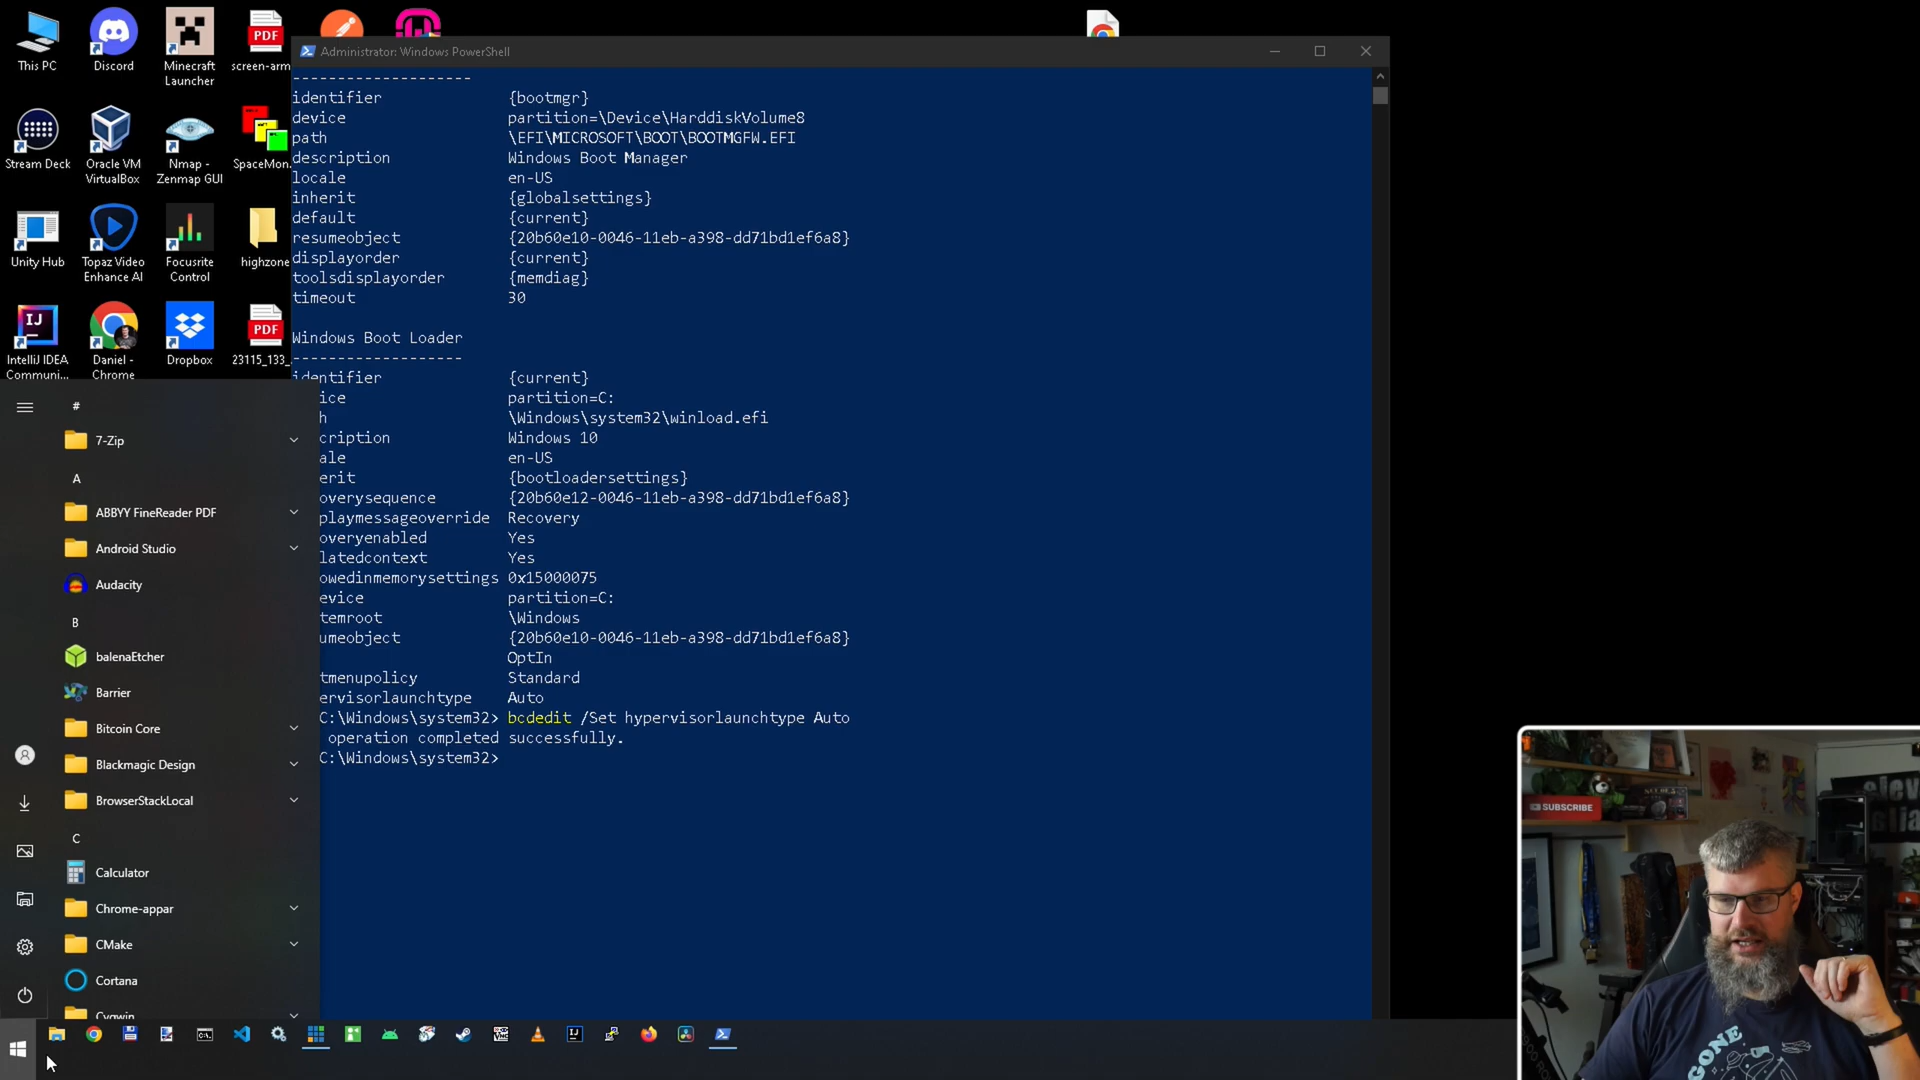 This PC
Discord
Minecraft
Launcher
PDF
screen-arm
Stream Deck
Oracle VM
VirtualBox
Nmap -
Zenmap GUI
SpaceMon.
Unity Hub
Topaz Video
Enhance AI
Focusrite
Control
highzone
IJ
IntelliJ IDEA
Communi...
Daniel -
Chrome
Dropbox
PDF
23115_133_
Administrator: Windows PowerShell
--------------------
identifier {bootmgr}
device partition=\Device\HarddiskVolume8
path \EFI\MICROSOFT\BOOT\BOOTMGFW.EFI
description Windows Boot Manager
locale en-US
inherit {globalsettings}
default {current}
resumeobject {20b60e10-0046-11eb-a398-dd71bd1ef6a8}
displayorder {current}
toolsdisplayorder {memdiag}
timeout 30
Windows Boot Loader
-------------------
identifier {current}
ice partition=C:
h \Windows\system32\winload.efi
cription Windows 10
ale en-US
erit {bootloadersettings}
overysequence {20b60e12-0046-11eb-a398-dd71bd1ef6a8}
playmessageoverride Recovery
overyenabled Yes
latedcontext Yes
owedinmemorysettings 0x15000075
evice partition=C:
temroot \Windows
umeobject {20b60e10-0046-11eb-a398-dd71bd1ef6a8}
OptIn
tmenupolicy Standard
ervisorlaunchtype Auto
C:\Windows\system32> bcdedit /Set hypervisorlaunchtype Auto
operation completed successfully.
C:\Windows\system32>
#
7-Zip
A
ABBYY FineReader PDF
Android Studio
Audacity
B
balenaEtcher
Barrier
Bitcoin Core
Blackmagic Design
BrowserStackLocal
C
Calculator
Chrome-appar
CMake
Cortana
Cygwin
SUBSCRIBE
GONE